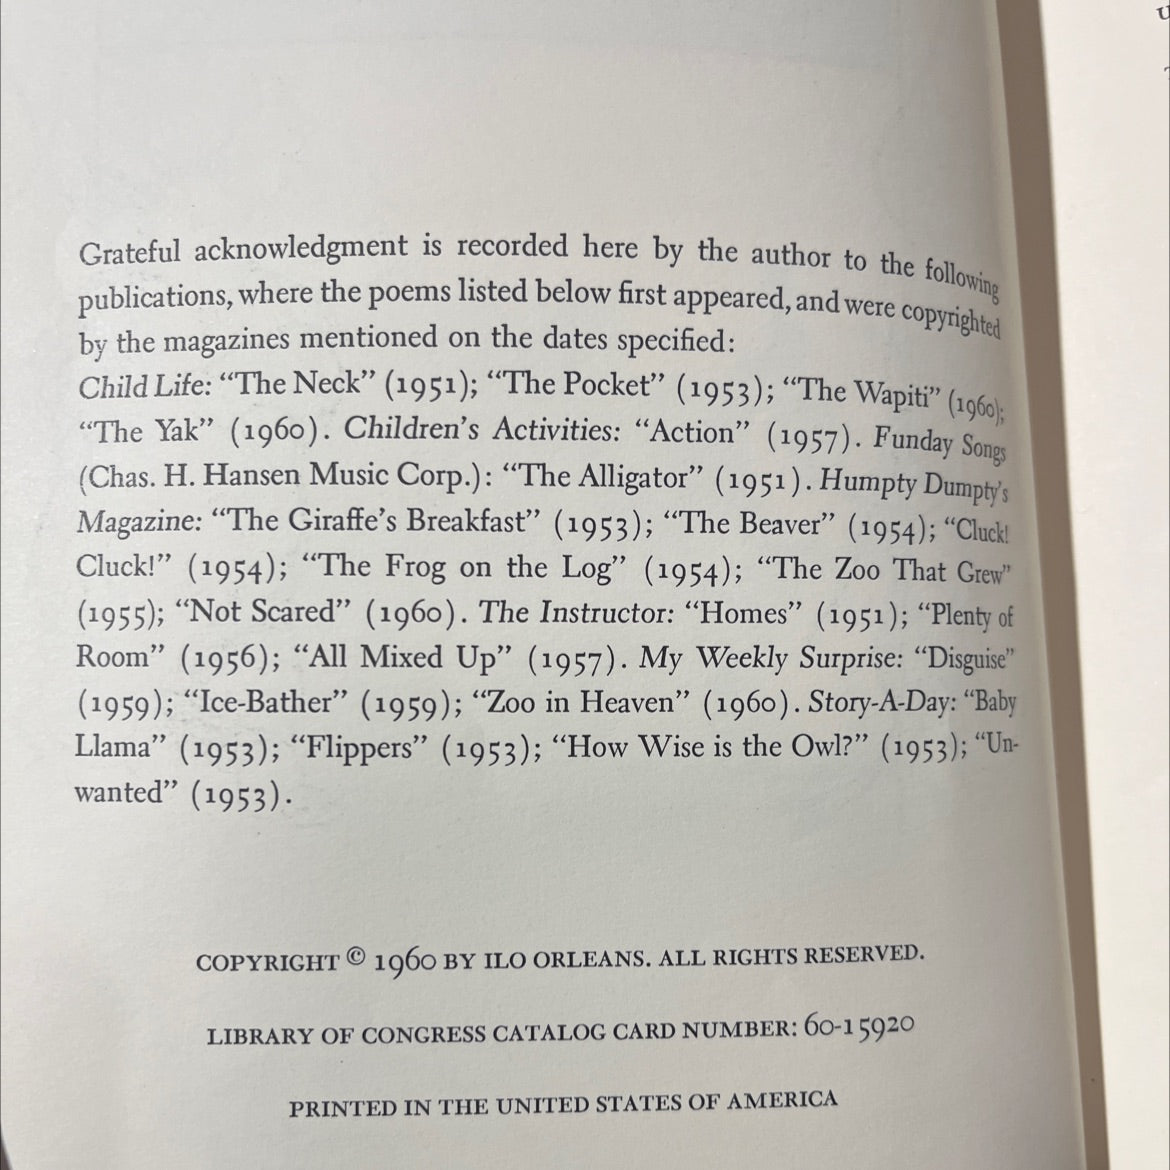 Grateful acknowledgment is recorded here by the author to the following
publications, where the poems listed below first appeared, and were copyrighted
by the magazines mentioned on the dates specified:
Child Life: “The Neck” (1951); “The Pocket” (1953); “The Wapiti” (1960);
“The Yak” (1960). Children’s Activities: “Action” (1957). Funday Songs
(Chas. H. Hansen Music Corp.): “The Alligator” (1951). Humpty Dumpty’s
Magazine: “The Giraffe’s Breakfast” (1953); “The Beaver” (1954); “Cluck!
Cluck!” (1954); “The Frog on the Log” (1954); “The Zoo That Grew”
(1955); “Not Scared” (1960). The Instructor: “Homes” (1951); “Plenty of
Room” (1956); “All Mixed Up” (1957). My Weekly Surprise: “Disguise”
(1959); “Ice-Bather” (1959); “Zoo in Heaven” (1960). Story-A-Day: “Baby
Llama” (1953); “Flippers” (1953); “How Wise is the Owl?” (1953); “Un-
wanted” (1953).
COPYRIGHT © 1960 BY ILO ORLEANS. ALL RIGHTS RESERVED.
LIBRARY OF CONGRESS CATALOG CARD NUMBER: 60-15920
PRINTED IN THE UNITED STATES OF AMERICA